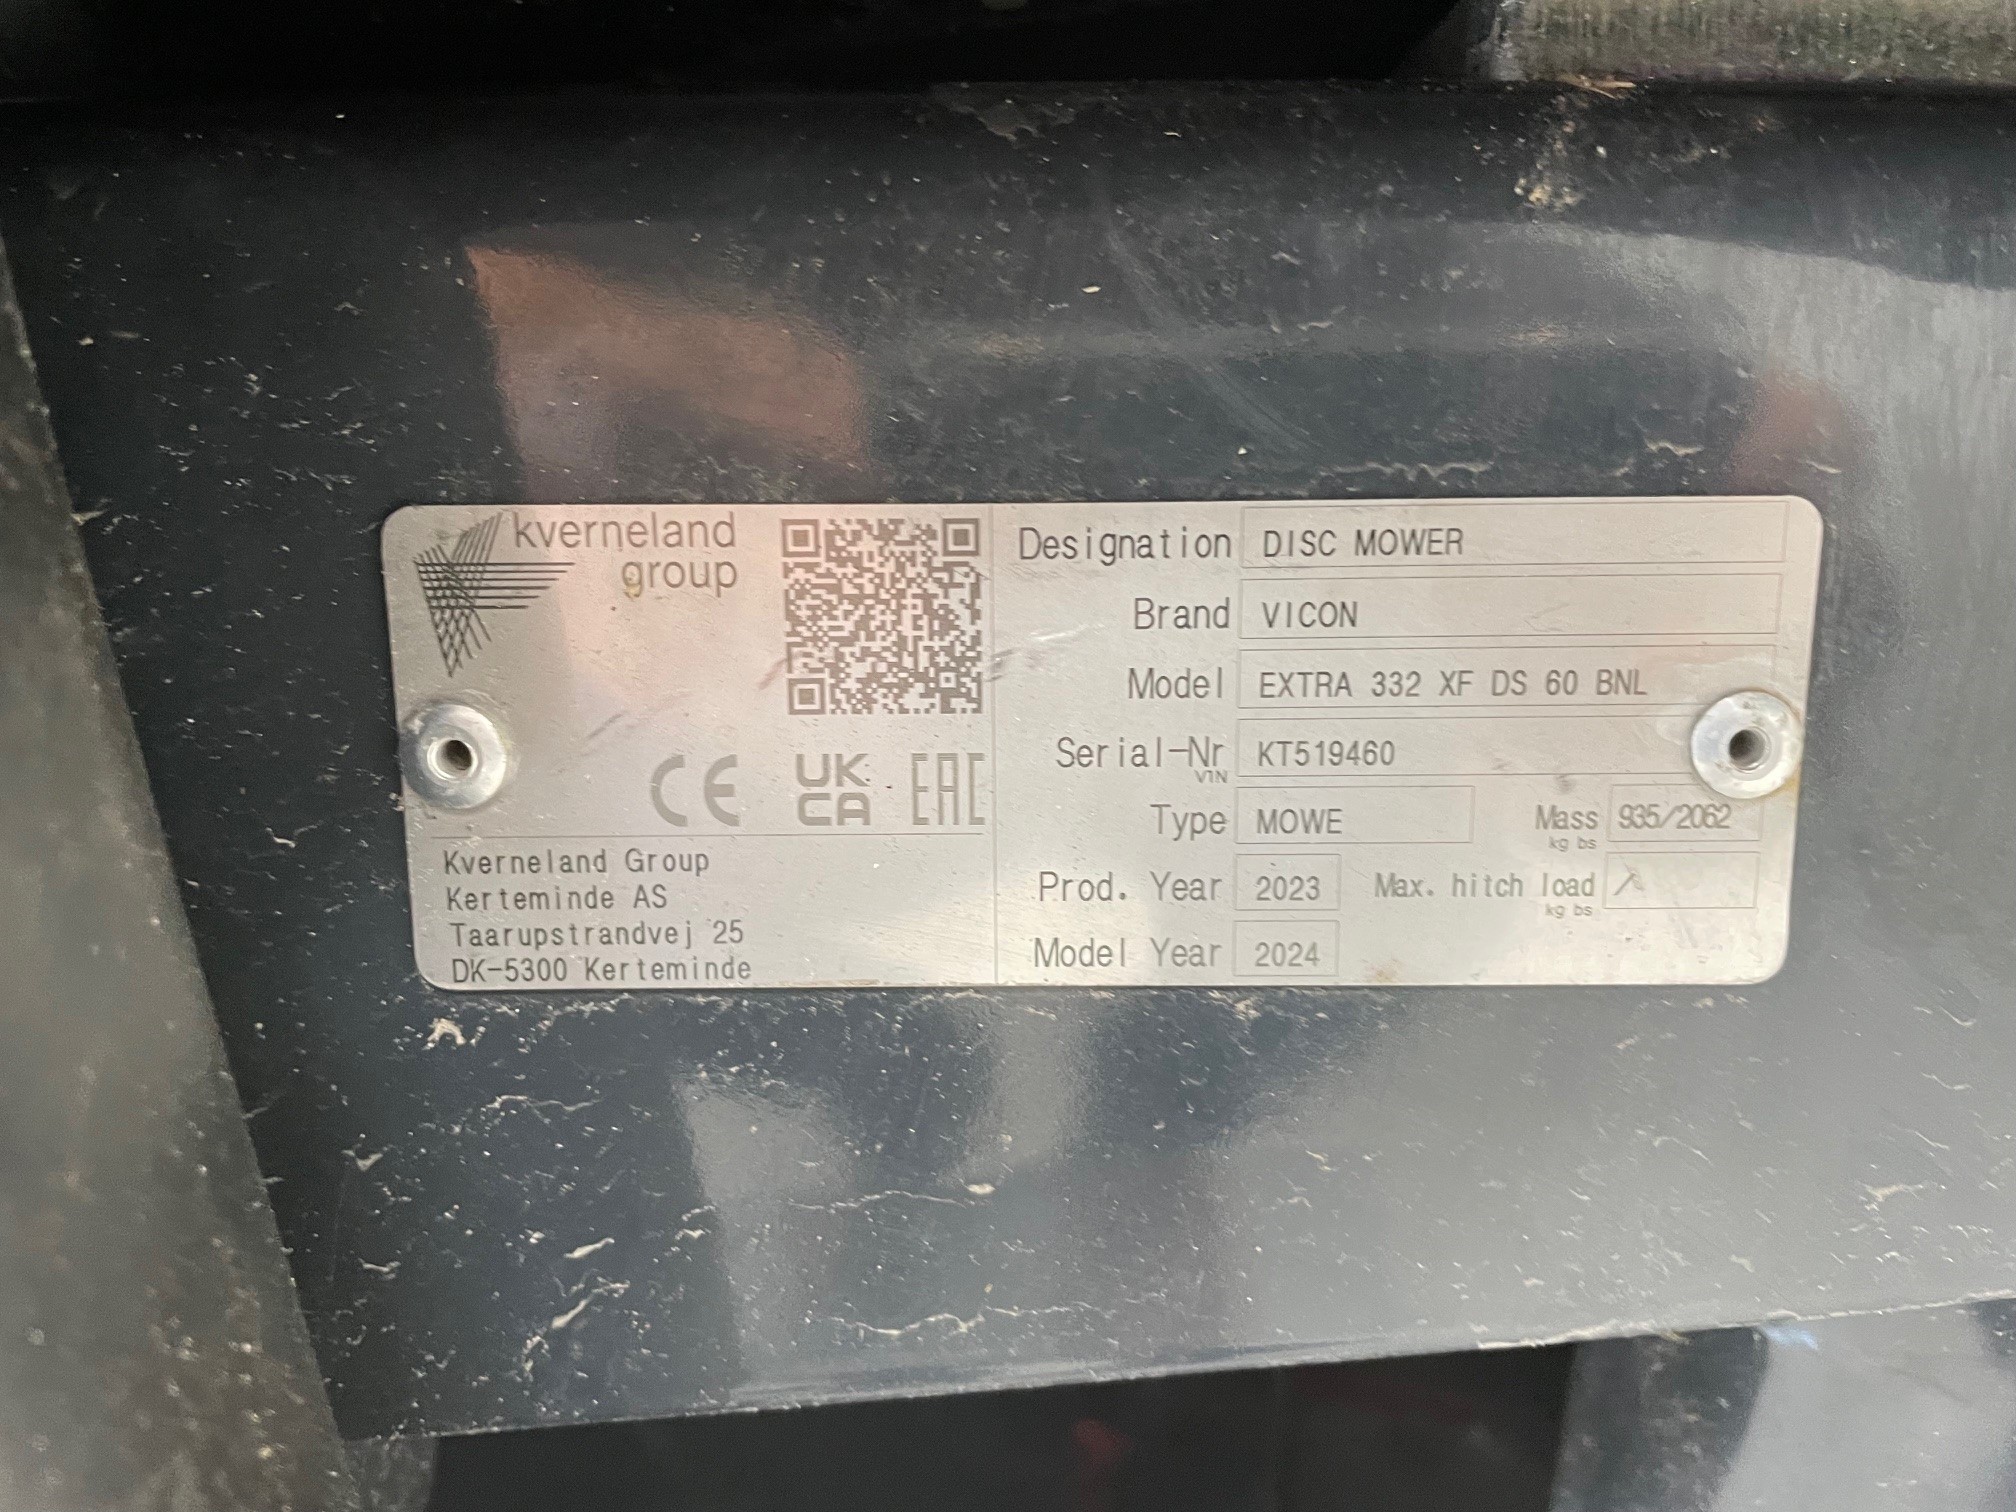 kverneland
group
CE UK CA EAC
Kverneland Group
Kerteminde AS
Taarupstrandvej 25
DK-5300 Kerteminde
Designation DISC MOWER
Brand VICON
Model EXTRA 332 XF DS 60 BNL
Serial-Nr KT519460
VIN
Type MOWE Mass 935/2062
kg bs
Prod. Year 2023 Max. hitch load /
kg bs
Model Year 2024